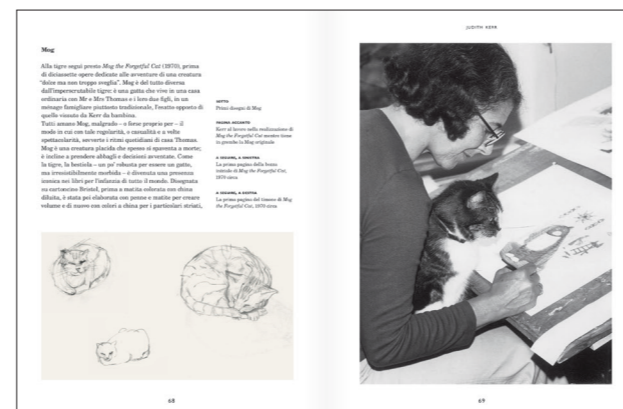 JUDITH KERR
Mog
Alla tigre seguì presto Mog the Forgetful Cat (1970), prima
di diciassette opere dedicate alle avventure di una creatura
“dolce ma non troppo sveglia”. Mog è del tutto diversa
dall’imperscrutabile tigre: è una gatta che vive in una casa
ordinaria con Mr e Mrs Thomas e i loro due figli, in un
ménage famigliare piuttosto tradizionale, l’esatto opposto di
quello vissuto da Kerr da bambina.
Tutti amano Mog, malgrado – o forse proprio per – il
modo in cui con tale regolarità, o casualità e a volte
spettacolarità, sovverte i ritmi quotidiani di casa Thomas.
Mog è una creatura placida che spesso si spaventa a morte;
è incline a prendere abbagli e decisioni avventate. Come
la tigre, la bestiola – un po’ robusta per essere un gatto,
ma irresistibilmente morbida – è divenuta una presenza
iconica nei libri per l’infanzia di tutto il mondo. Disegnata
su cartoncino Bristol, prima a matita colorata con china
diluita, è stata poi elaborata con penne e matite per creare
volume e di nuovo con colori a china per i particolari striati,
SOTTO
Primi disegni di Mog
PAGINA ACCANTO
Kerr al lavoro nella realizzazione di
Mog the Forgetful Cat mentre tiene
in grembo la Mog originale
A SEGUIRE, A SINISTRA
La prima pagina della bozza
iniziale di Mog the Forgetful Cat,
1970 circa
A SEGUIRE, A DESTRA
La prima pagina del timone di Mog
the Forgetful Cat, 1970 circa
68
69